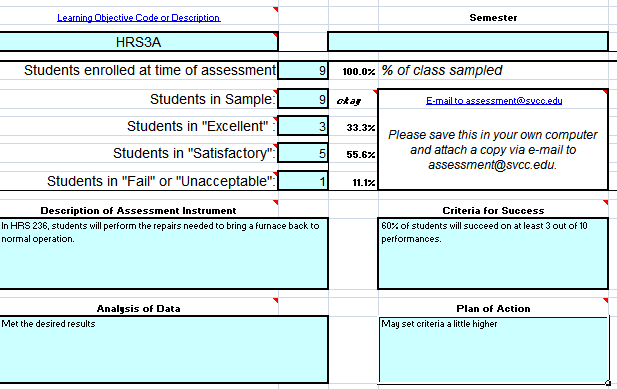 Learning Objective Code or Description
Semester
HRS3A
Students enrolled at time of assessment 9 100.0% % of class sampled
Students in Sample: 9 okay
E-mail to assessment@svcc.edu
Students in "Excellent" : 3 33.3%
Please save this in your own computer
and attach a copy via e-mail to
assessment@svcc.edu.
Students in "Satisfactory": 5 55.6%
Students in "Fail" or "Unacceptable": 1 11.1%
Description of Assessment Instrument
In HRS 236, students will perform the repairs needed to bring a furnace back to
normal operation.
Criteria for Success
60% of students will succeed on at least 3 out of 10
performances.
Analysis of Data
Met the desired results
Plan of Action
May set criteria a little higher